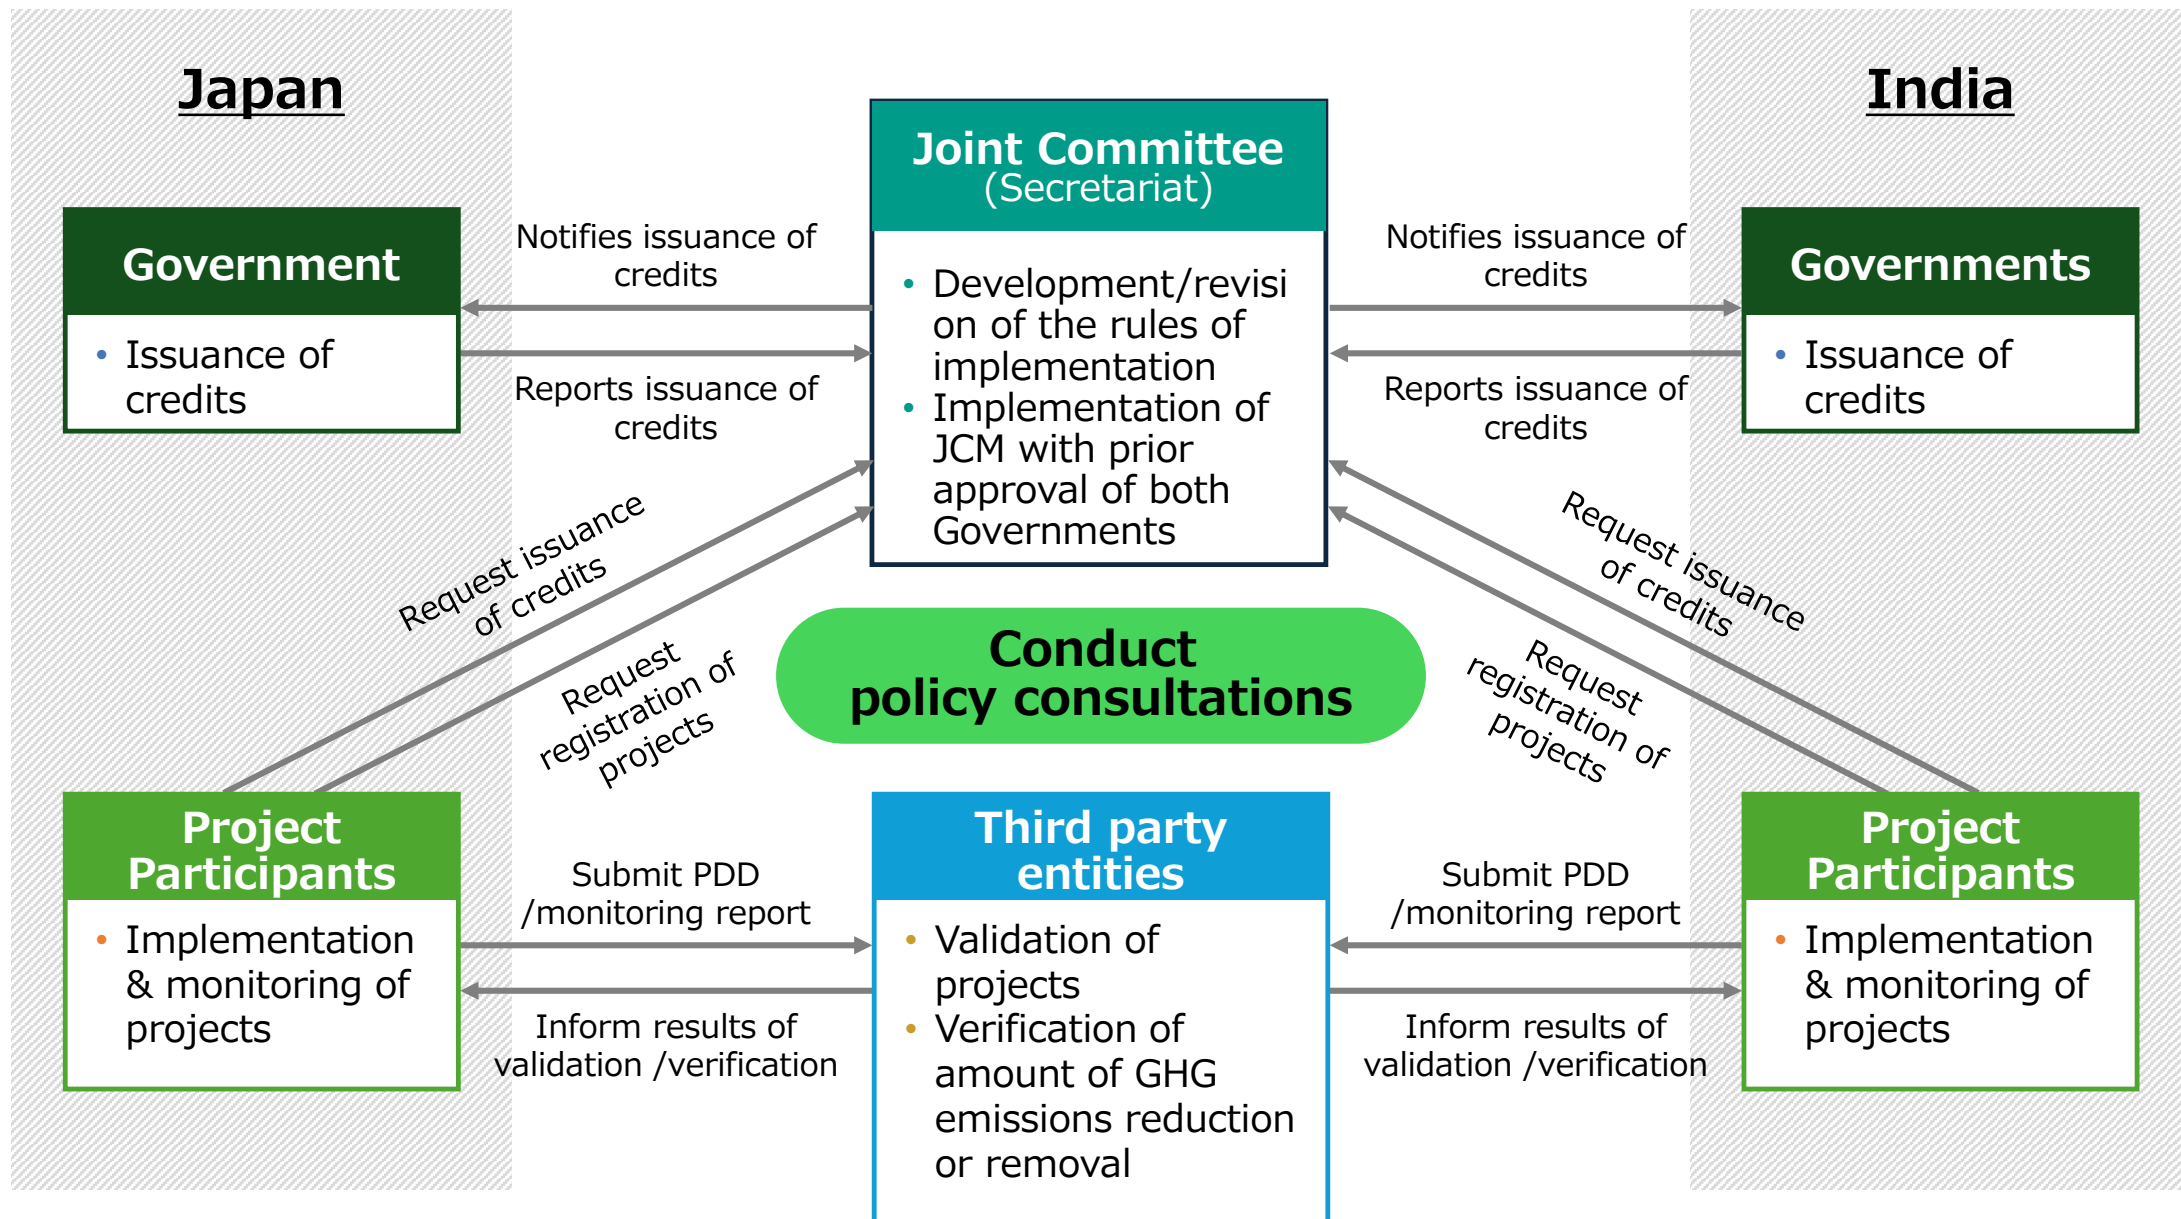 Japan
India
Joint Committee
(Secretariat)
• Development/revisi
on of the rules of
implementation
• Implementation of
JCM with prior
approval of both
Governments
Government
• Issuance of
credits
Notifies issuance of
credits
Reports issuance of
credits
Notifies issuance of
credits
Reports issuance of
credits
Governments
• Issuance of
credits
Request issuance
of credits
Request
registration of
projects
Conduct
policy consultations
Request issuance
of credits
Request
registration of
projects
Project
Participants
• Implementation
& monitoring of
projects
Submit PDD
/monitoring report
Inform results of
validation /verification
Third party
entities
• Validation of
projects
• Verification of
amount of GHG
emissions reduction
or removal
Submit PDD
/monitoring report
Inform results of
validation /verification
Project
Participants
• Implementation
& monitoring of
projects